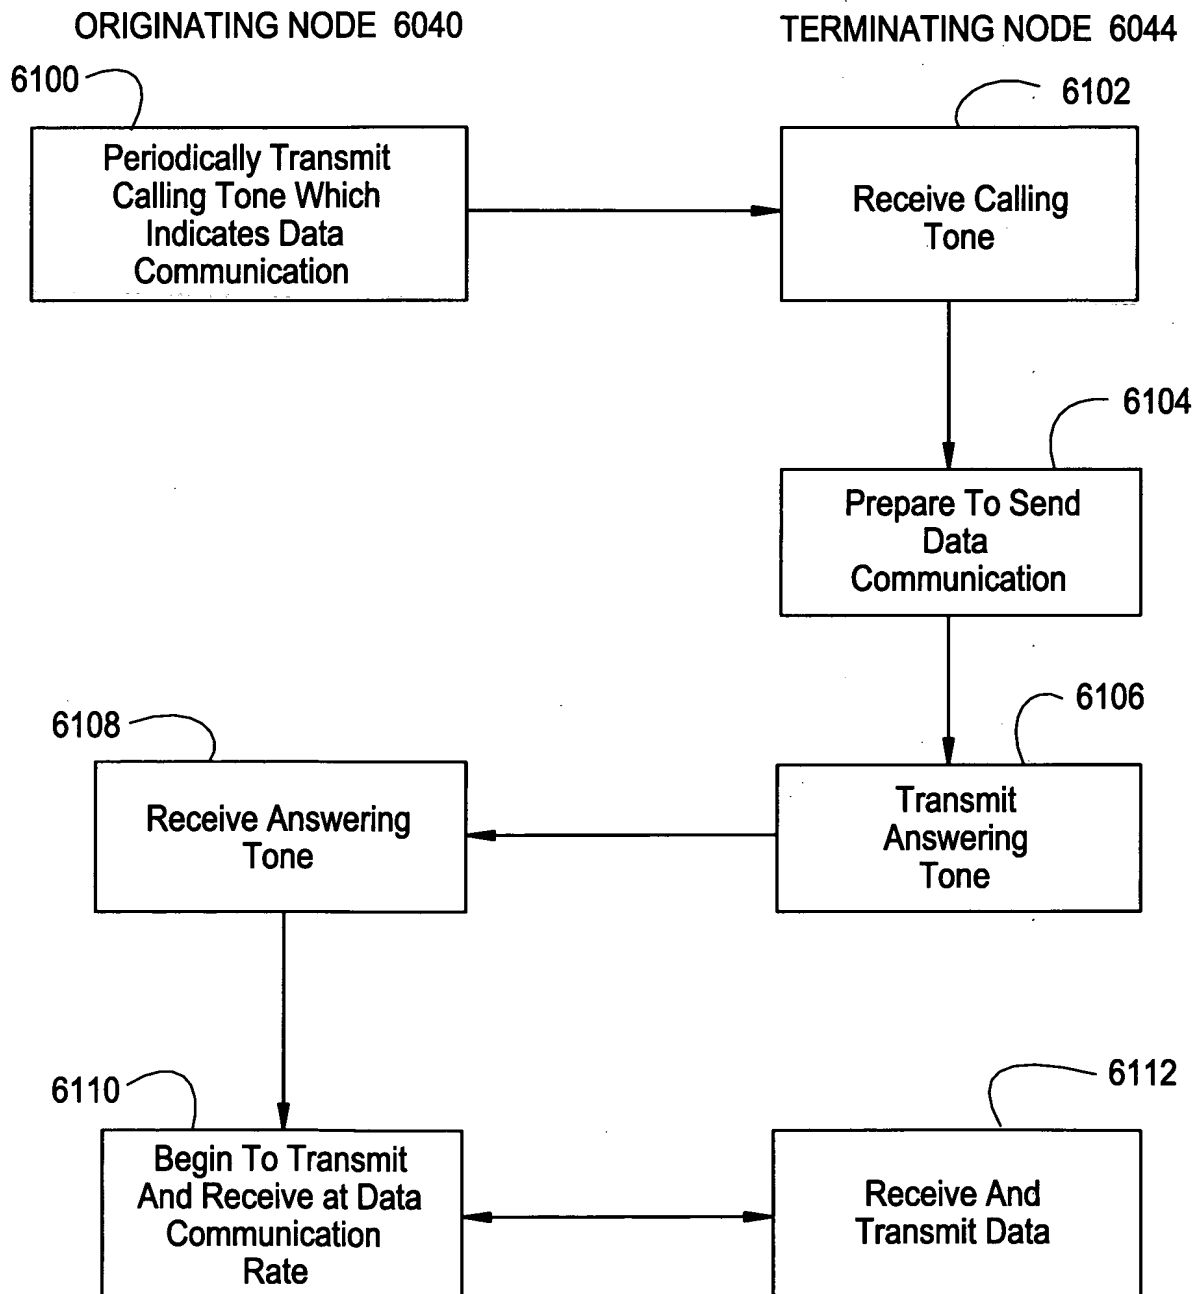 ORIGINATING NODE 6040
TERMINATING NODE 6044
6100
6102
Periodically Transmit
Calling Tone Which
Indicates Data
Communication
Receive Calling
Tone
6104
Prepare To Send
Data
Communication
6108
6106
Receive Answering
Tone
Transmit
Answering
Tone
6110
6112
Begin To Transmit
And Receive at Data
Communication
Rate
Receive And
Transmit Data